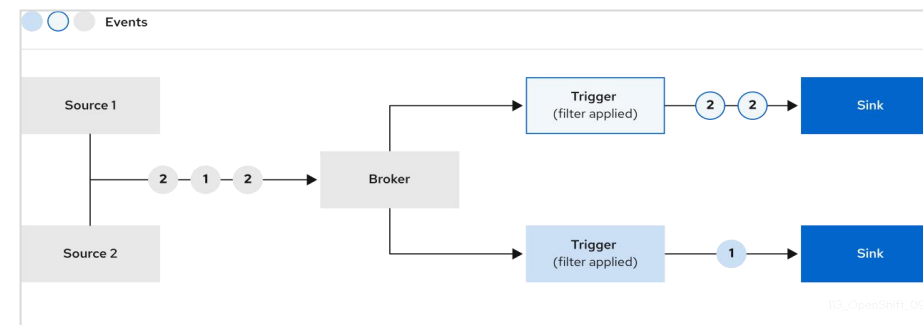 Events
Source 1
Trigger
(filter applied)
2
2
Sink
2
1
2
Broker
Source 2
Trigger
(filter applied)
1
Sink